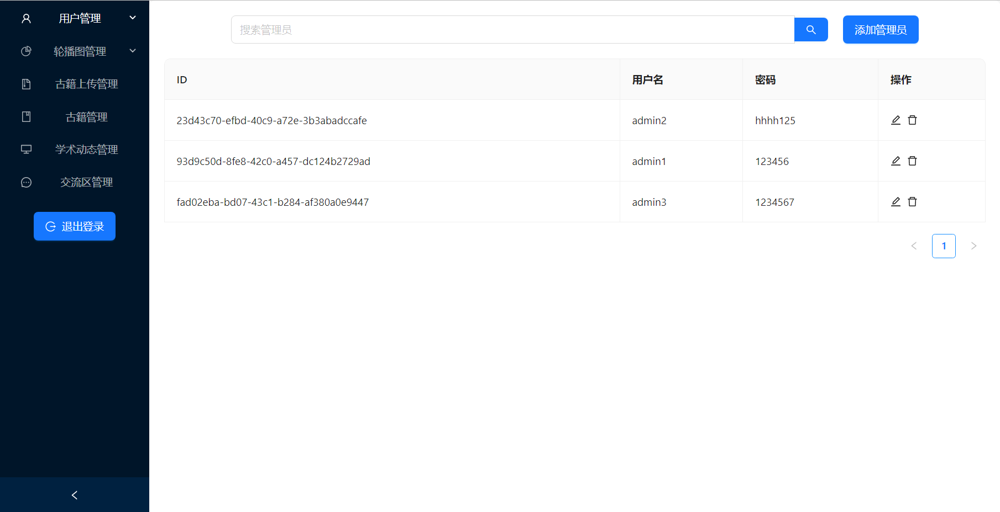 用户管理
轮播图管理
古籍上传管理
古籍管理
学术动态管理
交流区管理
退出登录
搜索管理员
添加管理员
ID 用户名 密码 操作
23d43c70-efbd-40c9-a72e-3b3abadccafe admin2 hhhh125
93d9c50d-8fe8-42c0-a457-dc124b2729ad admin1 123456
fad02eba-bd07-43c1-b284-af380a0e9447 admin3 1234567
1